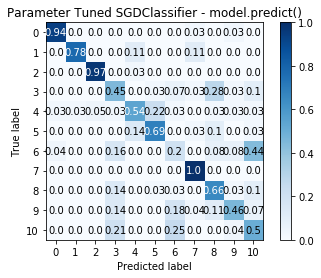 Parameter Tuned SGDClassifier - model.predict()
True label
0 0.94 0.0 0.0 0.0 0.0 0.0 0.0 0.03 0.0 0.03 0.0
1 0.0 0.78 0.0 0.0 0.11 0.0 0.0 0.11 0.0 0.0 0.0
2 0.0 0.0 0.97 0.0 0.03 0.0 0.0 0.0 0.0 0.0 0.0
3 0.0 0.0 0.0 0.45 0.0 0.03 0.07 0.03 0.28 0.03 0.1
4 0.03 0.03 0.05 0.03 0.54 0.22 0.03 0.0 0.03 0.03 0.03
5 0.0 0.0 0.0 0.0 0.14 0.69 0.0 0.03 0.1 0.0 0.03
6 0.04 0.0 0.0 0.16 0.0 0.0 0.2 0.0 0.08 0.08 0.44
7 0.0 0.0 0.0 0.0 0.0 0.0 0.0 1.0 0.0 0.0 0.0
8 0.0 0.0 0.0 0.14 0.0 0.03 0.03 0.0 0.66 0.03 0.1
9 0.0 0.0 0.0 0.14 0.0 0.0 0.18 0.04 0.11 0.46 0.07
10 0.0 0.0 0.0 0.21 0.0 0.0 0.25 0.0 0.0 0.04 0.5
0 1 2 3 4 5 6 7 8 9 10
Predicted label
1.0
0.8
0.6
0.4
0.2
0.0